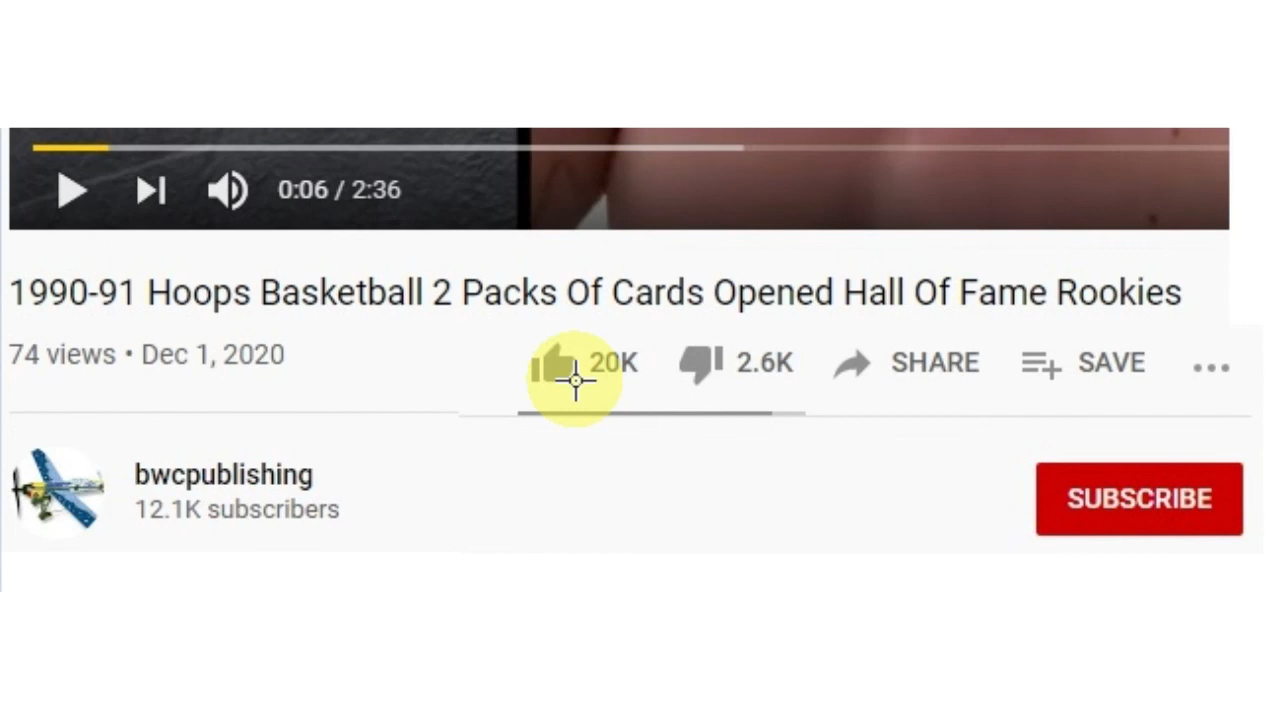 0:06 / 2:36
1990-91 Hoops Basketball 2 Packs Of Cards Opened Hall Of Fame Rookies
74 views • Dec 1, 2020
20K 2.6K SHARE SAVE
bwcpublishing
12.1K subscribers
SUBSCRIBE